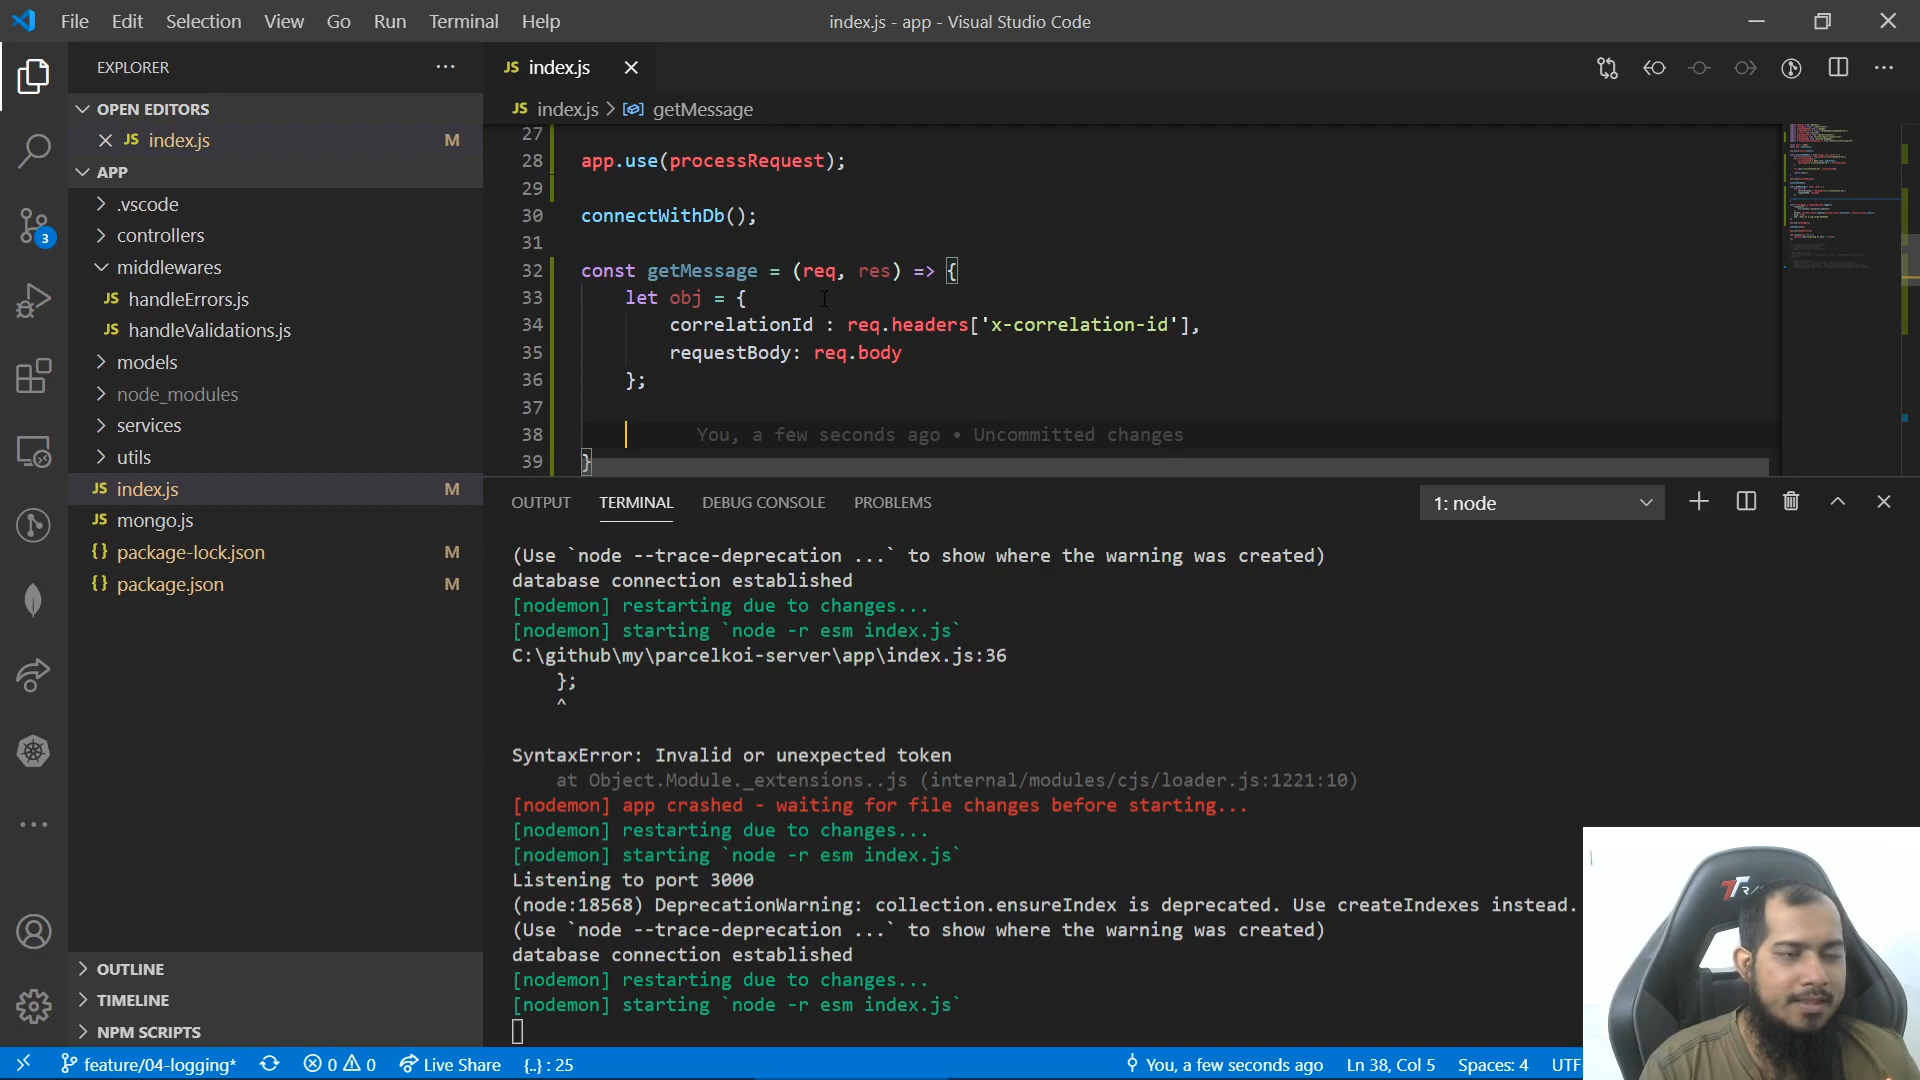 File Edit Selection View Go Run Terminal Help
index.js - app - Visual Studio Code
EXPLORER
OPEN EDITORS
JS index.js M
APP
.vscode
controllers
middlewares
JS handleErrors.js
JS handleValidations.js
models
node_modules
services
utils
JS index.js M
JS mongo.js
{} package-lock.json M
{} package.json M
OUTLINE
TIMELINE
NPM SCRIPTS
3
JS index.js
JS index.js > getMessage
27
28 app.use(processRequest);
29
30 connectWithDb();
31
32 const getMessage = (req, res) => {
33 let obj = {
34 correlationId : req.headers['x-correlation-id'],
35 requestBody: req.body
36 };
37
38 You, a few seconds ago • Uncommitted changes
39 }
OUTPUT TERMINAL DEBUG CONSOLE PROBLEMS
1: node
(Use `node --trace-deprecation ...` to show where the warning was created)
database connection established
[nodemon] restarting due to changes...
[nodemon] starting `node -r esm index.js`
C:\github\my\parcelkoi-server\app\index.js:36
};
^
SyntaxError: Invalid or unexpected token
at Object.Module._extensions..js (internal/modules/cjs/loader.js:1221:10)
[nodemon] app crashed - waiting for file changes before starting...
[nodemon] restarting due to changes...
[nodemon] starting `node -r esm index.js`
Listening to port 3000
(node:18568) DeprecationWarning: collection.ensureIndex is deprecated. Use createIndexes instead.
(Use `node --trace-deprecation ...` to show where the warning was created)
database connection established
[nodemon] restarting due to changes...
[nodemon] starting `node -r esm index.js`
feature/04-logging* 0 0 Live Share {..} : 25
You, a few seconds ago Ln 38, Col 5 Spaces: 4 UTF-